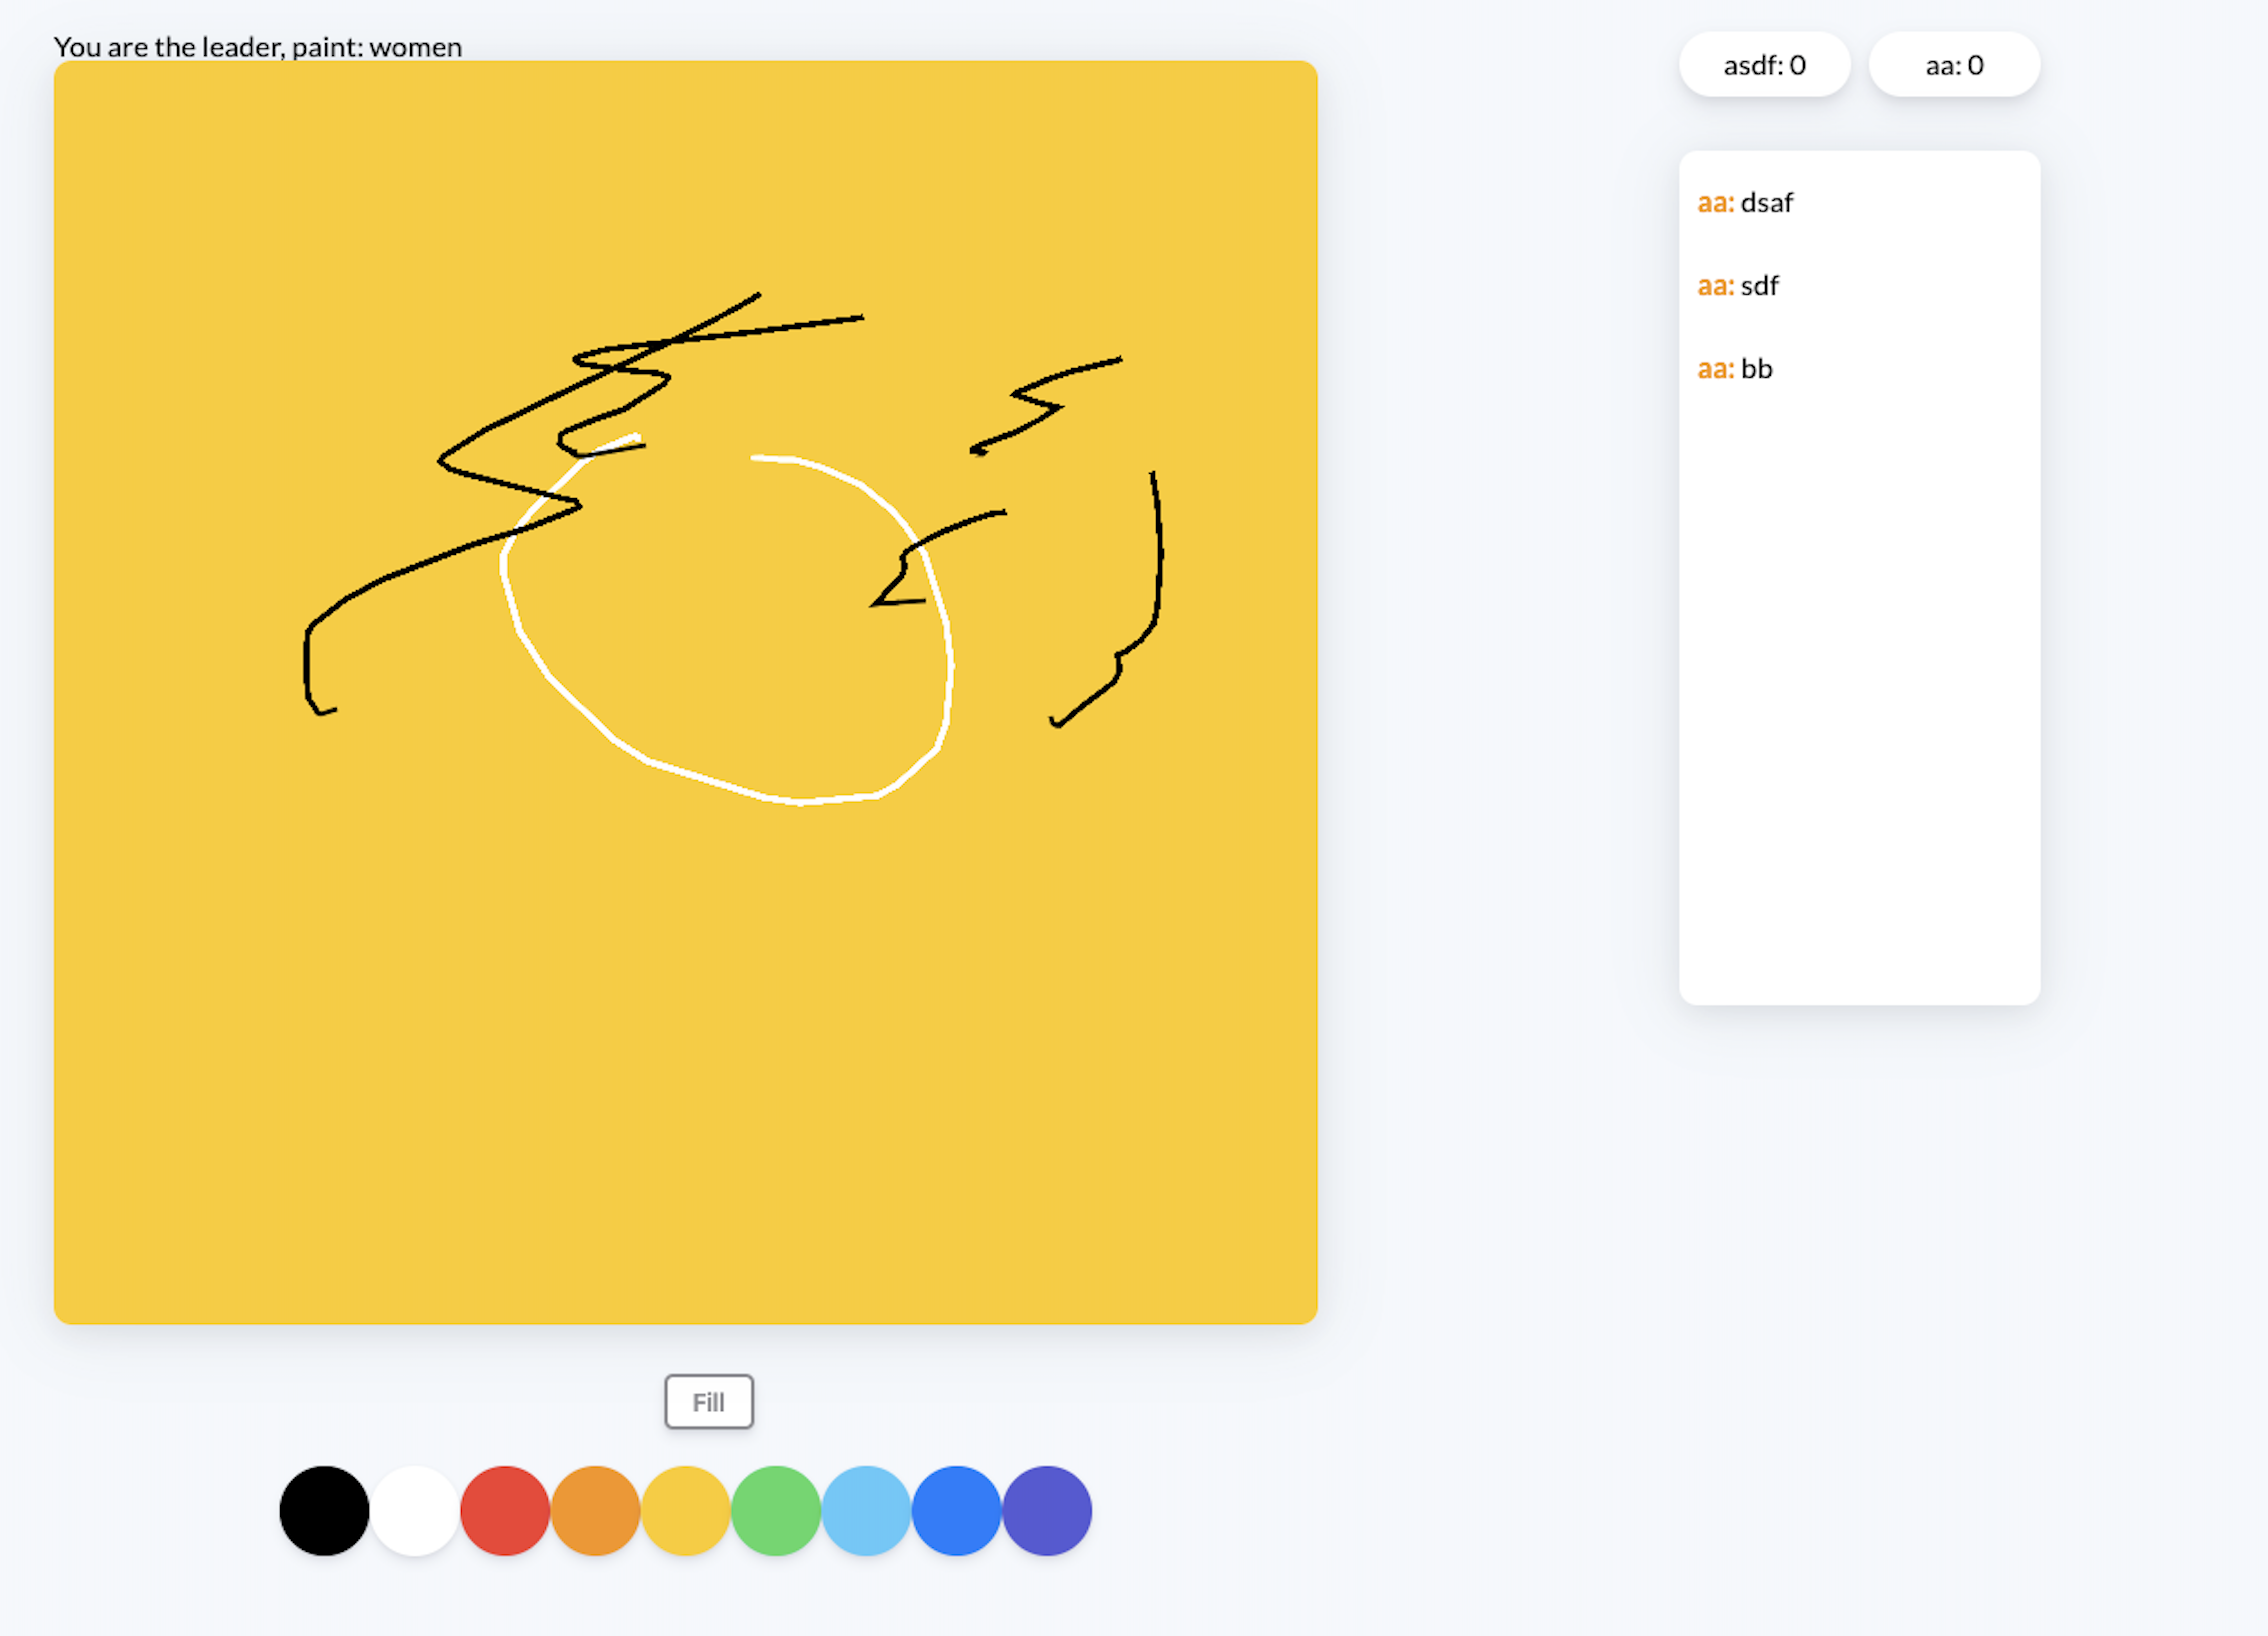 You are the leader, paint: women
asdf: 0
aa: 0
aa: dsaf
aa: sdf
aa: bb
Fill